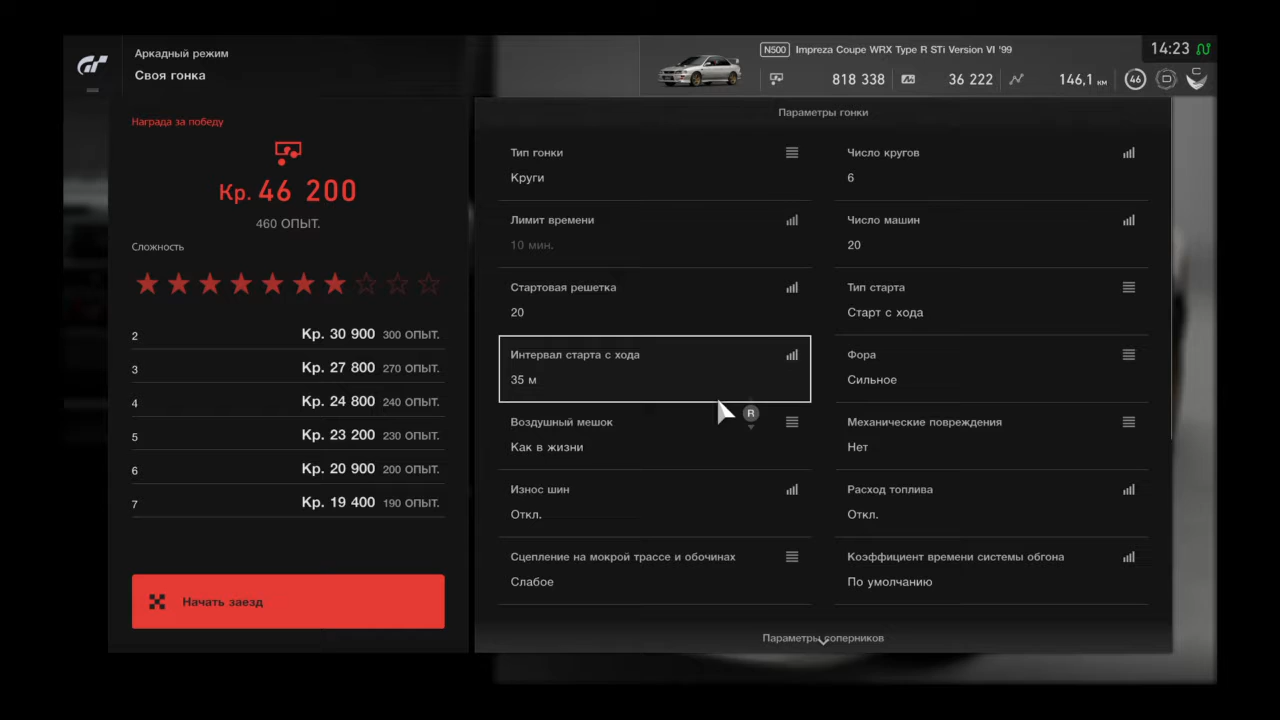 Аркадный режим
Своя гонка
N500 Impreza Coupe WRX Type R STi Version VI '99
818 338 36 222 146,1 км 46
14:23
Награда за победу
Кр. 46 200
460 ОПЫТ.
Сложность
2 Кр. 30 900 300 ОПЫТ.
3 Кр. 27 800 270 ОПЫТ.
4 Кр. 24 800 240 ОПЫТ.
5 Кр. 23 200 230 ОПЫТ.
6 Кр. 20 900 200 ОПЫТ.
7 Кр. 19 400 190 ОПЫТ.
Начать заезд
Параметры гонки
Тип гонки
Круги
Число кругов
6
Лимит времени
10 мин.
Число машин
20
Стартовая решетка
20
Тип старта
Старт с хода
Интервал старта с хода
35 м
Фора
Сильное
R
Воздушный мешок
Как в жизни
Механические повреждения
Нет
Износ шин
Откл.
Расход топлива
Откл.
Сцепление на мокрой трассе и обочинах
Слабое
Коэффициент времени системы обгона
По умолчанию
Параметры соперников